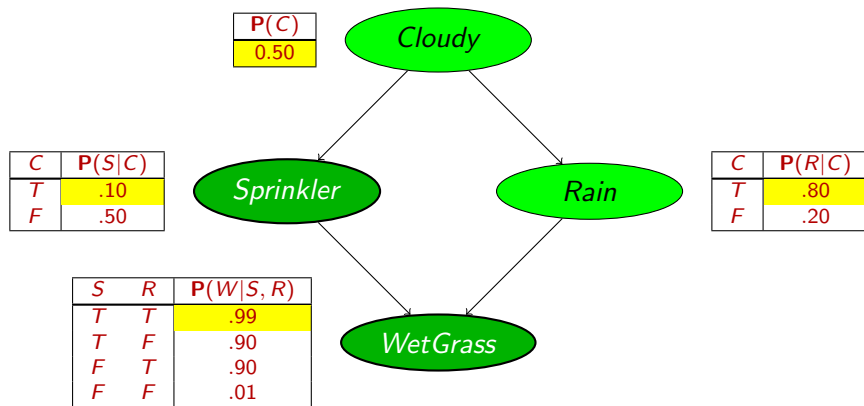 P(C)
0.50
Cloudy
C P(S|C)
T .10
F .50
Sprinkler
Rain
C P(R|C)
T .80
F .20
S R P(W|S, R)
T T .99
T F .90
F T .90
F F .01
WetGrass